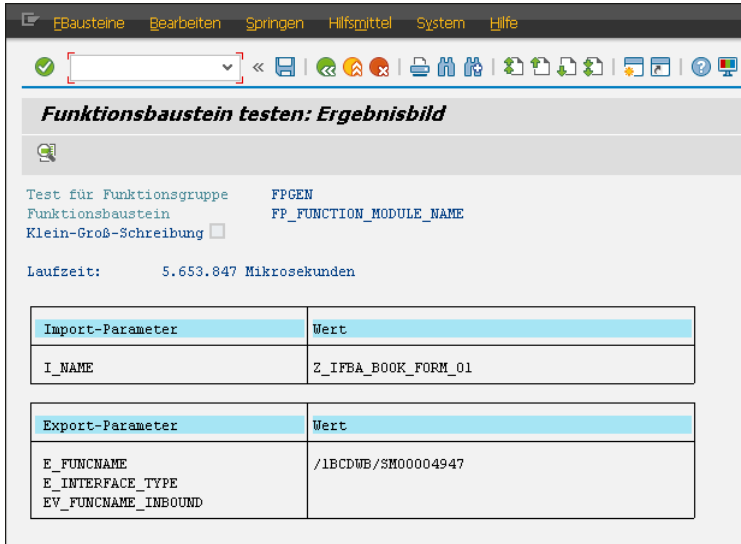 FBausteine Bearbeiten Springen Hilfsmittel System Hilfe
Funktionsbaustein testen: Ergebnisbild
Test für Funktionsgruppe FPGEN
Funktionsbaustein FP_FUNCTION_MODULE_NAME
Klein-Groß-Schreibung
Laufzeit: 5.653.847 Mikrosekunden
Import-Parameter Wert
I_NAME Z_IFBA_BOOK_FORM_01
Export-Parameter Wert
E_FUNCNAME /1BCDWB/SM00004947
E_INTERFACE_TYPE
EV_FUNCNAME_INBOUND